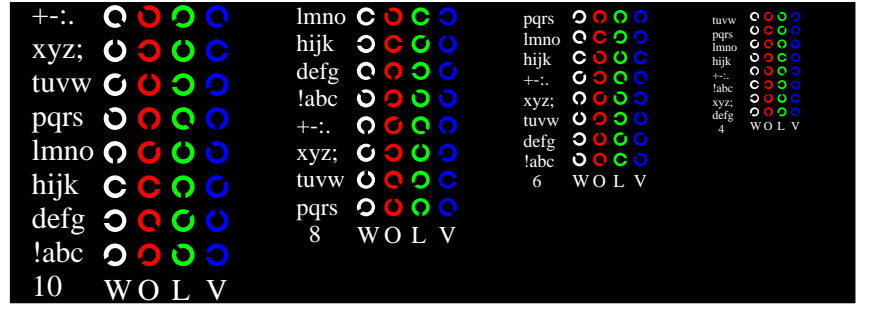 +-:.
xyz;
tuvw
pqrs
lmno
hijk
defg
!abc
10 W O L V
lmno
hijk
defg
!abc
+-:.
xyz;
tuvw
pqrs
8 W O L V
pqrs
lmno
hijk
+-:.
xyz;
tuvw
defg
!abc
6 W O L V
tuvw
pqrs
lmno
hijk
+-:.
!abc
xyz;
defg
4 W O L V